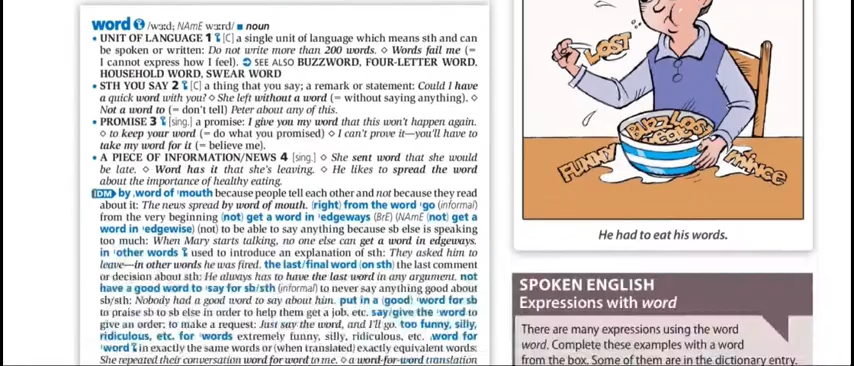 word /wɜːd; NAmE wɜːrd/ ■ noun
• UNIT OF LANGUAGE 1 [C] a single unit of language which means sth and can
be spoken or written: Do not write more than 200 words. ◇ Words fail me (=
I cannot express how I feel). ➲ SEE ALSO BUZZWORD, FOUR-LETTER WORD,
HOUSEHOLD WORD, SWEAR WORD
• STH YOU SAY 2 [C] a thing that you say; a remark or statement: Could I have
a quick word with you? ◇ She left without a word (= without saying anything). ◇
Not a word to (= don't tell) Peter about any of this.
• PROMISE 3 [sing.] a promise: I give you my word that this won't happen again.
◇ to keep your word (= do what you promised) ◇ I can't prove it—you'll have to
take my word for it (= believe me).
• A PIECE OF INFORMATION/NEWS 4 [sing.] ◇ She sent word that she would
be late. ◇ Word has it that she's leaving. ◇ He likes to spread the word
about the importance of healthy eating.
IDM by ˌword of ˈmouth because people tell each other and not because they read
about it: The news spread by word of mouth. (right) from the word ˈgo (informal)
from the very beginning (not) get a word in ˈedgeways (BrE) (NAmE (not) get a
word in ˈedgewise) (not) to be able to say anything because sb else is speaking
too much: When Mary starts talking, no one else can get a word in edgeways.
in ˈother words used to introduce an explanation of sth: They asked him to
leave—in other words he was fired. the last/final word (on sth) the last comment
or decision about sth: He always has to have the last word in any argument. not
have a good word to ˈsay for sb/sth (informal) to never say anything good about
sb/sth: Nobody had a good word to say about him. put in a (good) ˈword for sb
to praise sb to sb else in order to help them get a job, etc. say/give the ˈword to
give an order; to make a request: Just say the word, and I'll go. too funny, silly,
ridiculous, etc. for ˈwords extremely funny, silly, ridiculous, etc. ˌword for
ˈword in exactly the same words or (when translated) exactly equivalent words:
She repeated their conversation word for word to me. ◇ a word-for-word translation
LOST
BUZZ LOST
FUNNY
MINCE
He had to eat his words.
SPOKEN ENGLISH
Expressions with word
There are many expressions using the word
word. Complete these examples with a word
from the box. Some of them are in the dictionary entry.